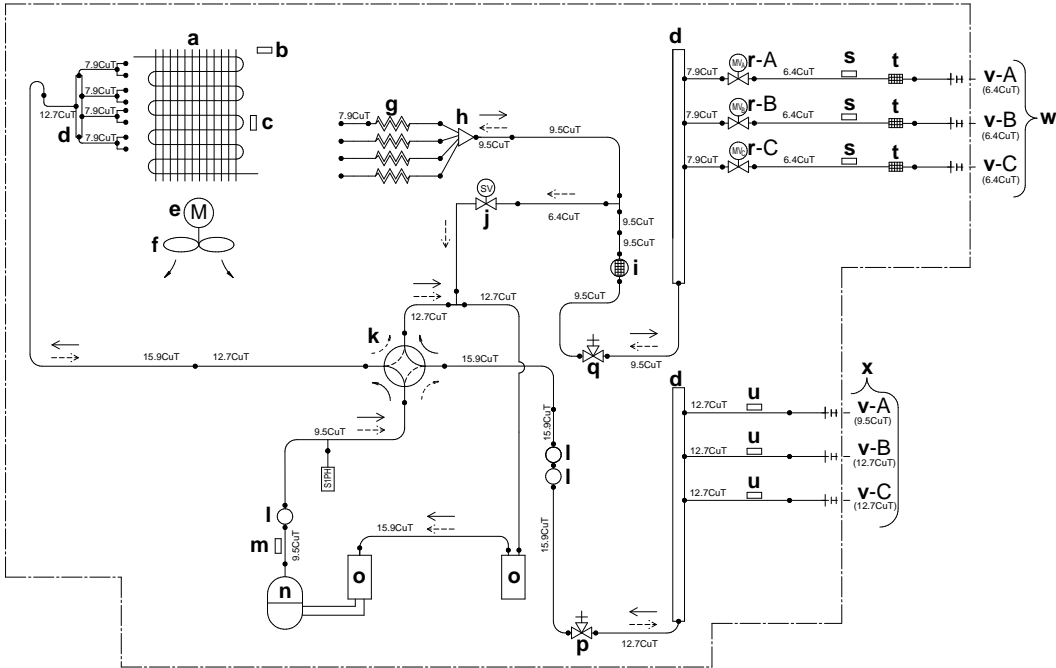 a
b
7.9CuT
7.9CuT
12.7CuT
7.9CuT
d
7.9CuT
c
e M
f
g
h
7.9CuT
9.5CuT
9.5CuT
SV
j
6.4CuT
9.5CuT
9.5CuT
i
9.5CuT
q
9.5CuT
d
7.9CuT
MVA
r-A
6.4CuT
s
t
v-A
(6.4CuT)
7.9CuT
MVB
r-B
6.4CuT
s
t
v-B
(6.4CuT)
w
7.9CuT
MVC
r-C
6.4CuT
s
t
v-C
(6.4CuT)
12.7CuT
12.7CuT
k
15.9CuT
12.7CuT
15.9CuT
9.5CuT
S1PH
l
m
9.5CuT
n
15.9CuT
o
o
15.9CuT
l
l
15.9CuT
p
12.7CuT
d
x
12.7CuT
u
v-A
(9.5CuT)
12.7CuT
u
v-B
(12.7CuT)
12.7CuT
u
v-C
(12.7CuT)